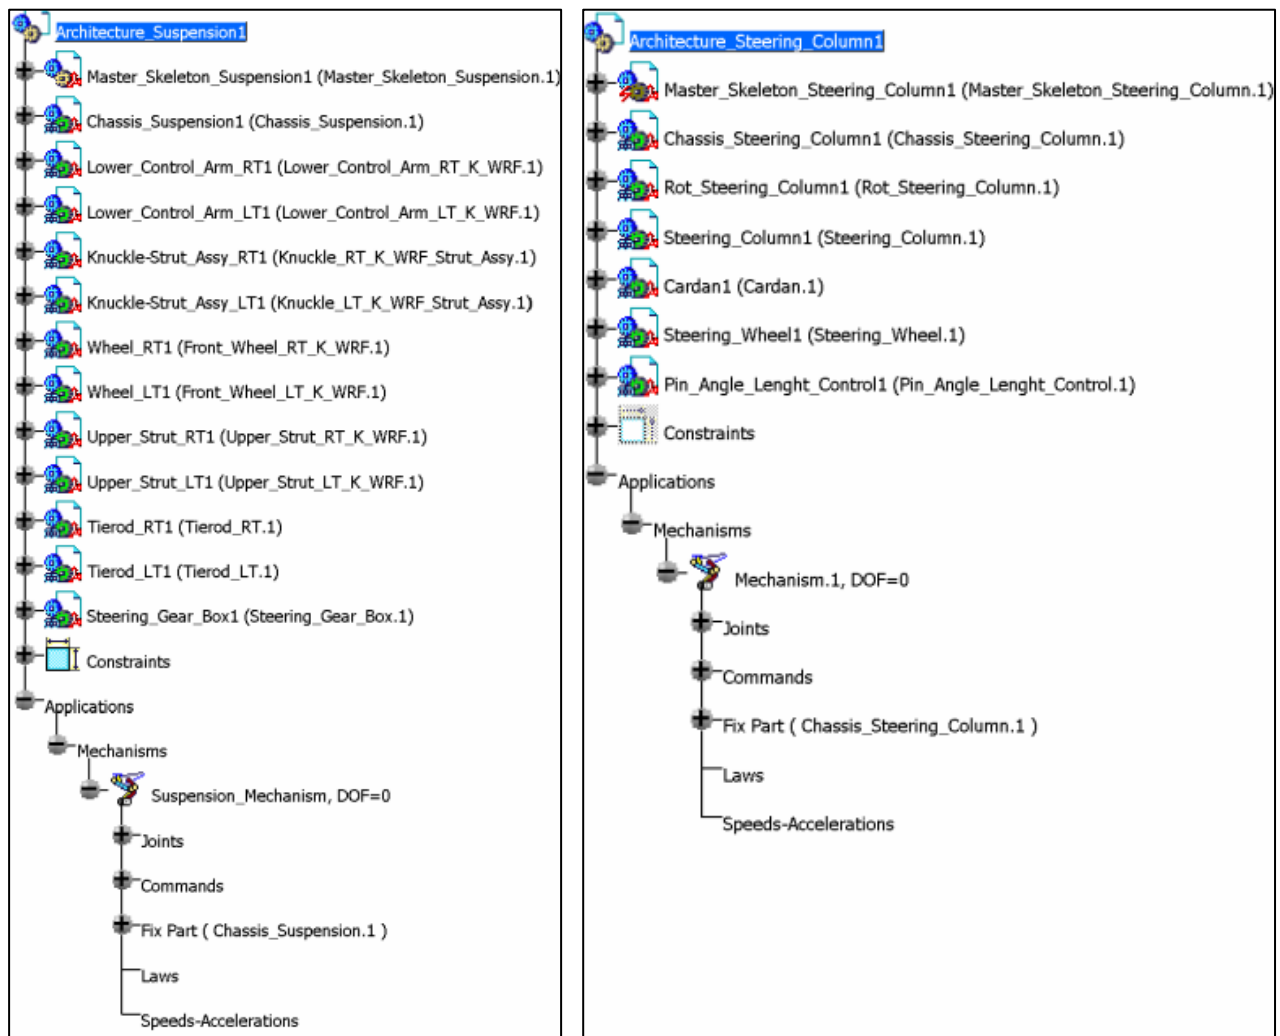 Architecture_Suspension1
Master_Skeleton_Suspension1 (Master_Skeleton_Suspension.1)
Chassis_Suspension1 (Chassis_Suspension.1)
Lower_Control_Arm_RT1 (Lower_Control_Arm_RT_K_WRF.1)
Lower_Control_Arm_LT1 (Lower_Control_Arm_LT_K_WRF.1)
Knuckle-Strut_Assy_RT1 (Knuckle_RT_K_WRF_Strut_Assy.1)
Knuckle-Strut_Assy_LT1 (Knuckle_LT_K_WRF_Strut_Assy.1)
Wheel_RT1 (Front_Wheel_RT_K_WRF.1)
Wheel_LT1 (Front_Wheel_LT_K_WRF.1)
Upper_Strut_RT1 (Upper_Strut_RT_K_WRF.1)
Upper_Strut_LT1 (Upper_Strut_LT_K_WRF.1)
Tierod_RT1 (Tierod_RT.1)
Tierod_LT1 (Tierod_LT.1)
Steering_Gear_Box1 (Steering_Gear_Box.1)
Constraints
Applications
Mechanisms
Suspension_Mechanism, DOF=0
Joints
Commands
Fix Part ( Chassis_Suspension.1 )
Laws
Speeds-Accelerations
Architecture_Steering_Column1
Master_Skeleton_Steering_Column1 (Master_Skeleton_Steering_Column.1)
Chassis_Steering_Column1 (Chassis_Steering_Column.1)
Rot_Steering_Column1 (Rot_Steering_Column.1)
Steering_Column1 (Steering_Column.1)
Cardan1 (Cardan.1)
Steering_Wheel1 (Steering_Wheel.1)
Pin_Angle_Lenght_Control1 (Pin_Angle_Lenght_Control.1)
Constraints
Applications
Mechanisms
Mechanism.1, DOF=0
Joints
Commands
Fix Part ( Chassis_Steering_Column.1 )
Laws
Speeds-Accelerations